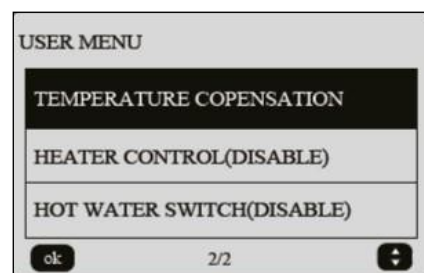 USER MENU
TEMPERATURE COPENSATION
HEATER CONTROL(DISABLE)
HOT WATER SWITCH(DISABLE)
ok 2/2